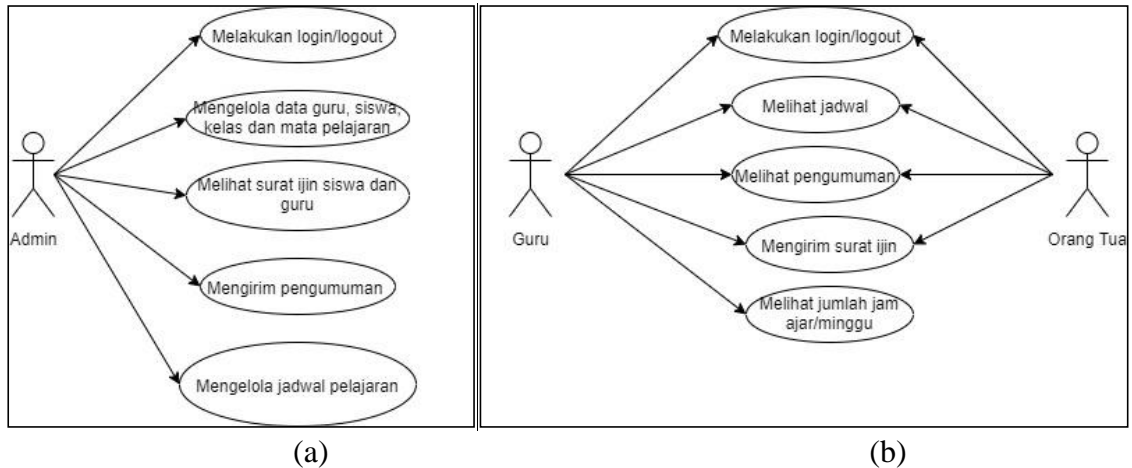 Melakukan login/logout
Mengelola data guru, siswa,
kelas dan mata pelajaran
Melihat surat ijin siswa dan
guru
Admin
Mengirim pengumuman
Mengelola jadwal pelajaran
(a)
Melakukan login/logout
Melihat jadwal
Melihat pengumuman
Guru
Orang Tua
Mengirim surat ijin
Melihat jumlah jam
ajar/minggu
(b)